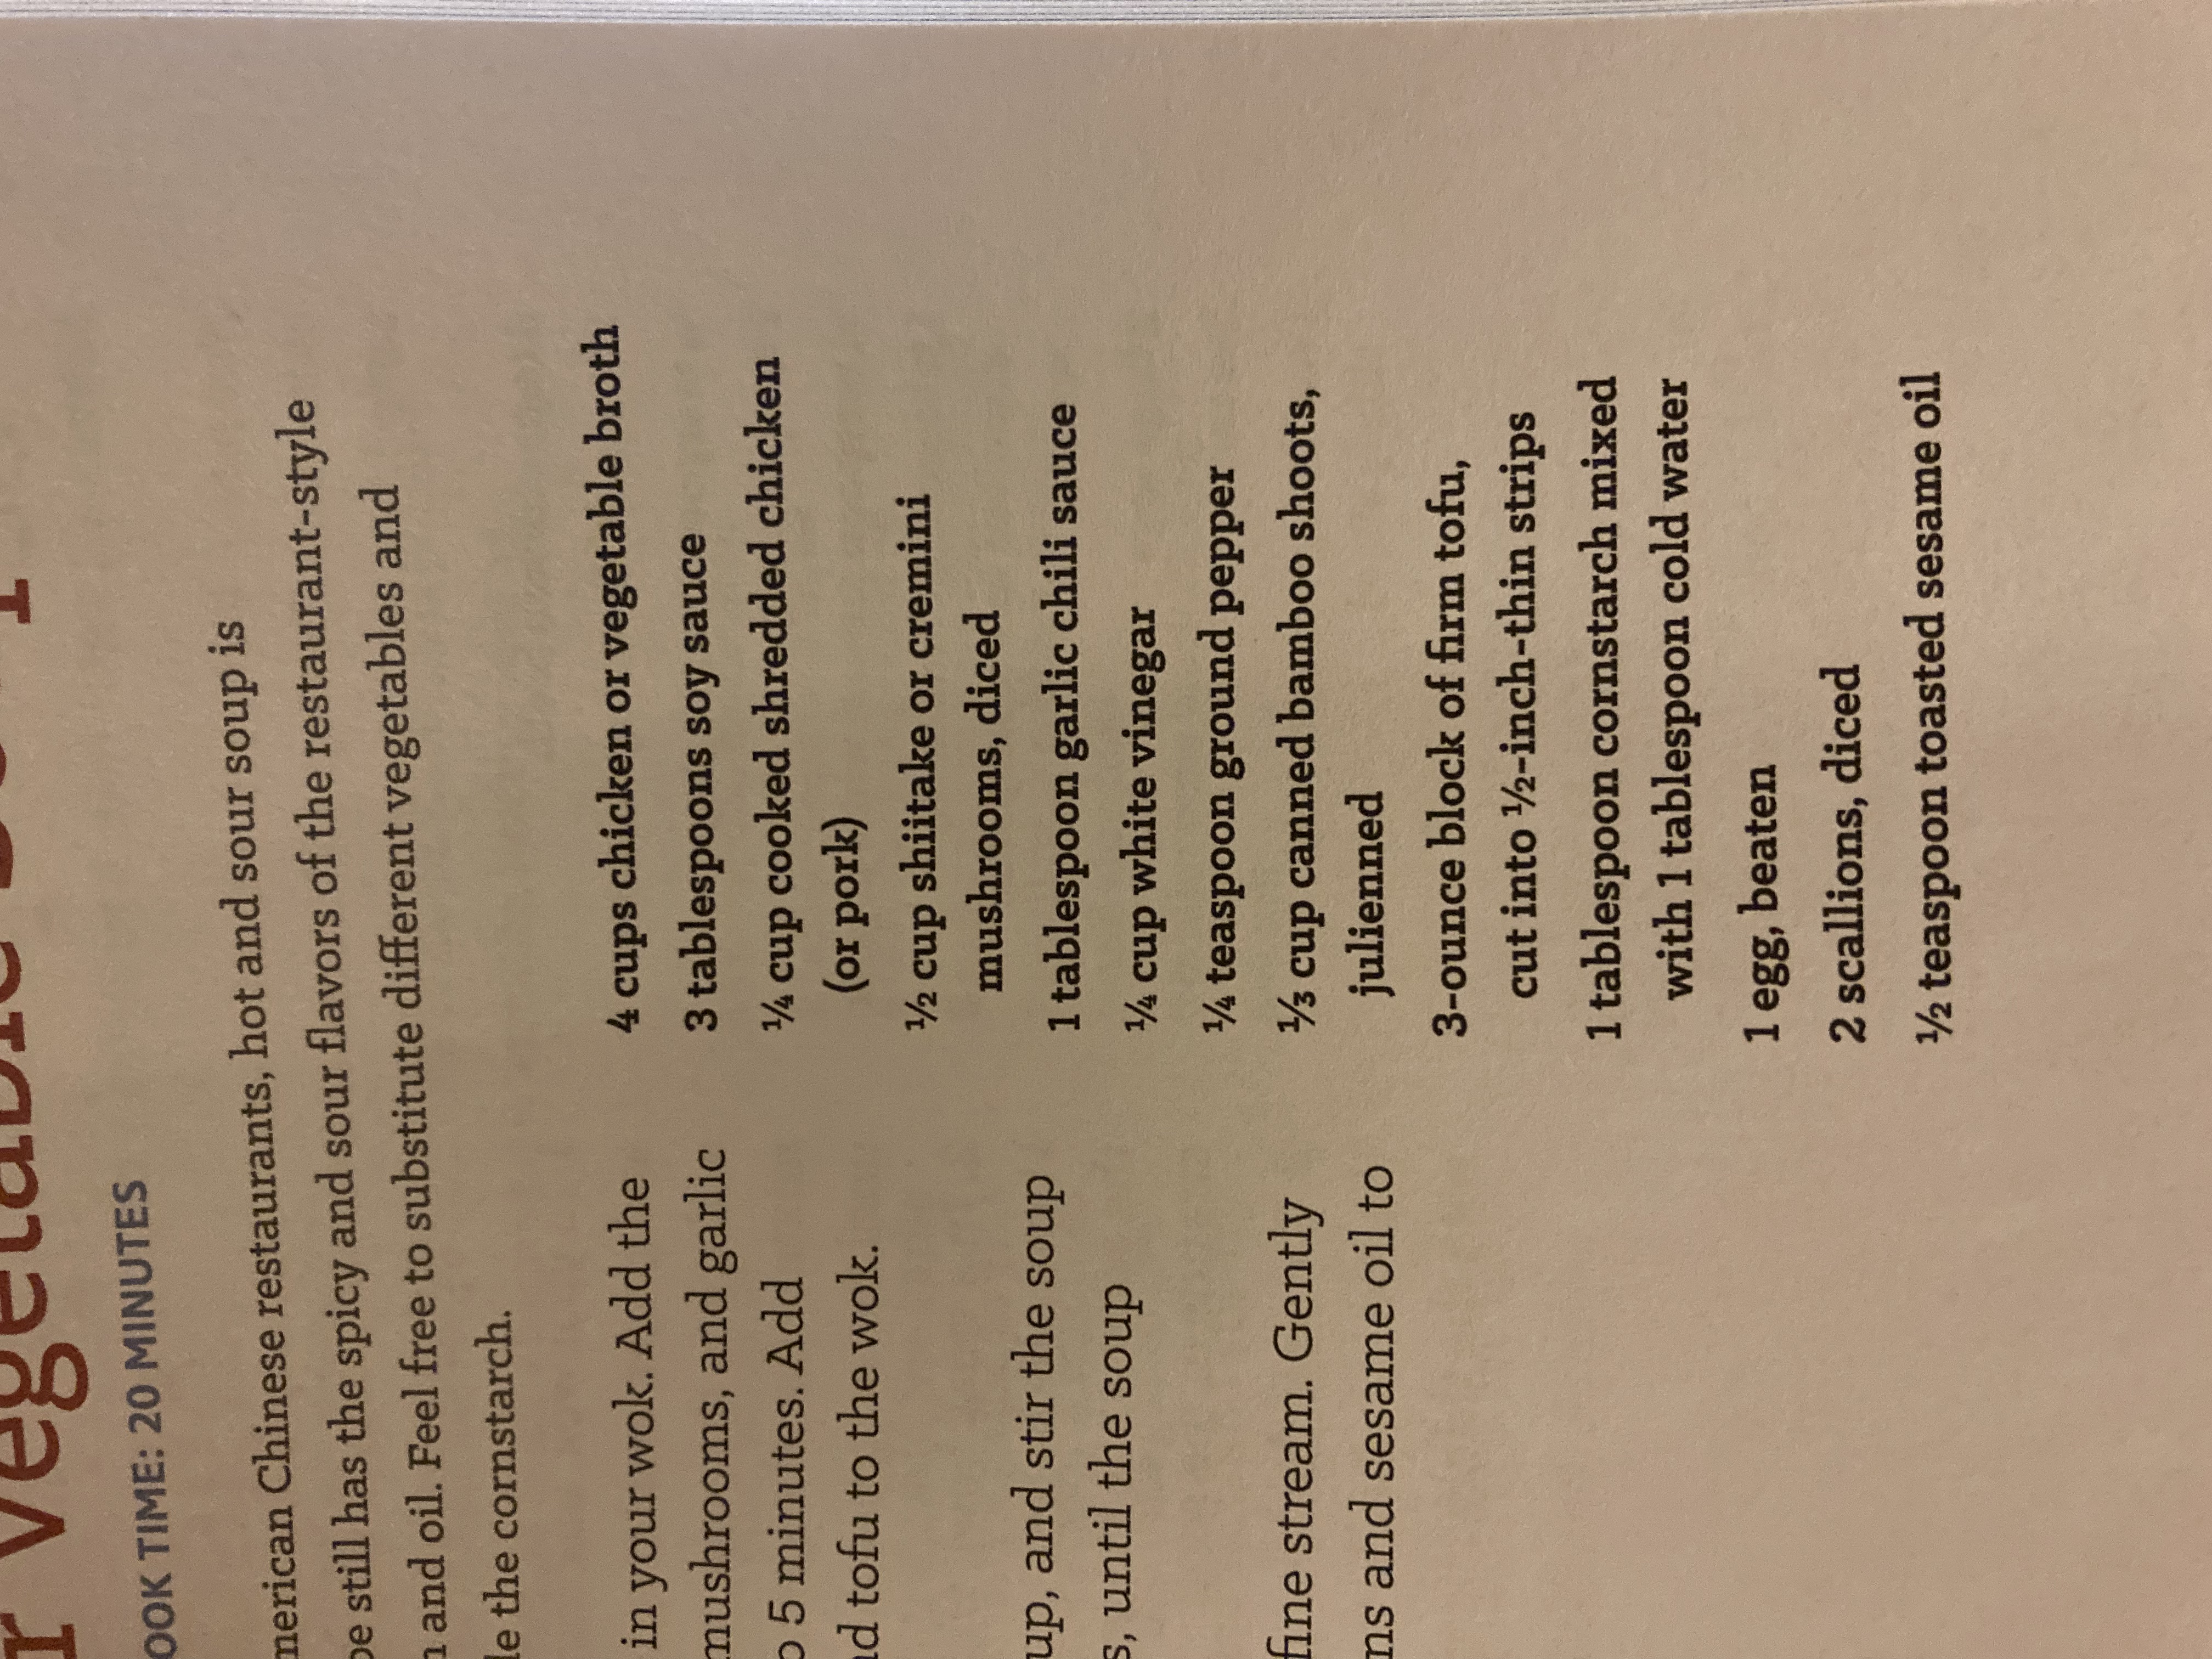 Vegetable Soup
OOK TIME: 20 MINUTES
merican Chinese restaurants, hot and sour soup is
still has the spicy and sour flavors of the restaurant-style
and oil. Feel free to substitute different vegetables and
the cornstarch.
in your wok. Add the
mushrooms, and garlic
5 minutes. Add
tofu to the wok.
up, and stir the soup
until the soup
fine stream. Gently
and sesame oil to
4 cups chicken or vegetable broth
3 tablespoons soy sauce
¼ cup cooked shredded chicken
(or pork)
½ cup shiitake or cremini
mushrooms, diced
1 tablespoon garlic chili sauce
¼ cup white vinegar
¼ teaspoon ground pepper
⅓ cup canned bamboo shoots,
julienned
3-ounce block of firm tofu,
cut into ½-inch-thin strips
1 tablespoon cornstarch mixed
with 1 tablespoon cold water
1 egg, beaten
2 scallions, diced
½ teaspoon toasted sesame oil